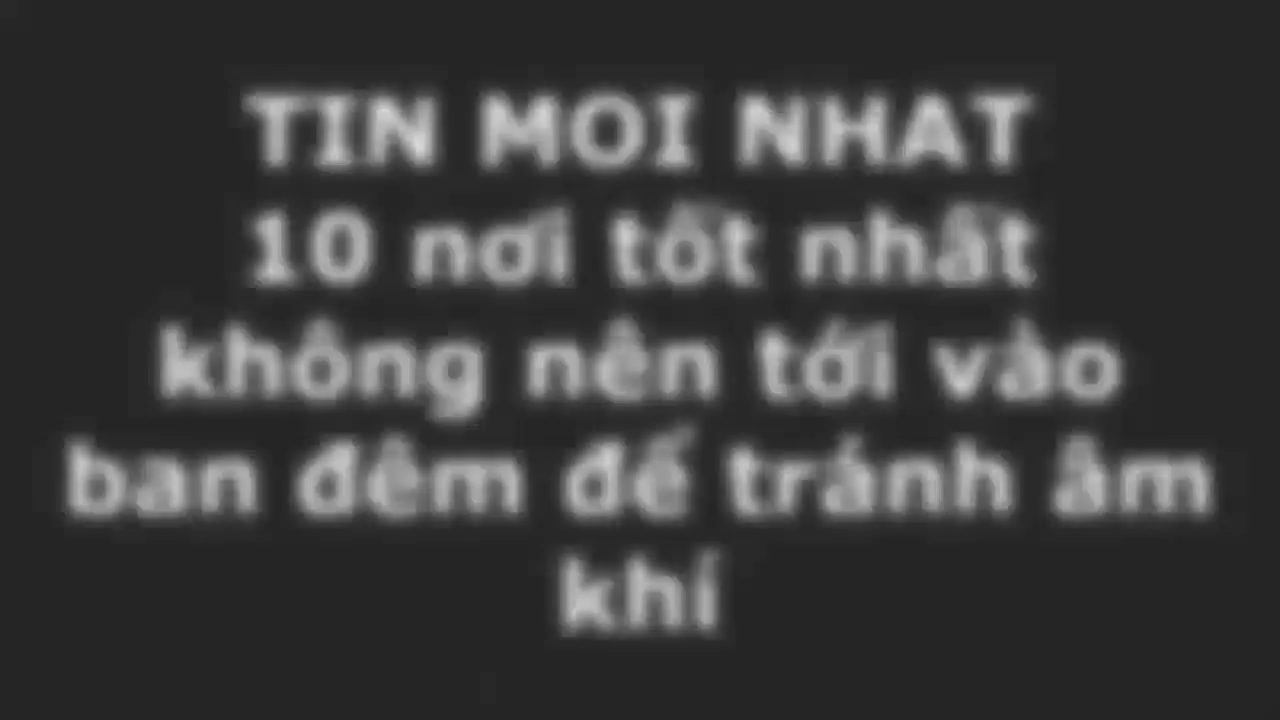 TIN MOI NHAT
10 nơi tốt nhất
không nên tới vào
ban đêm để tránh âm
khí